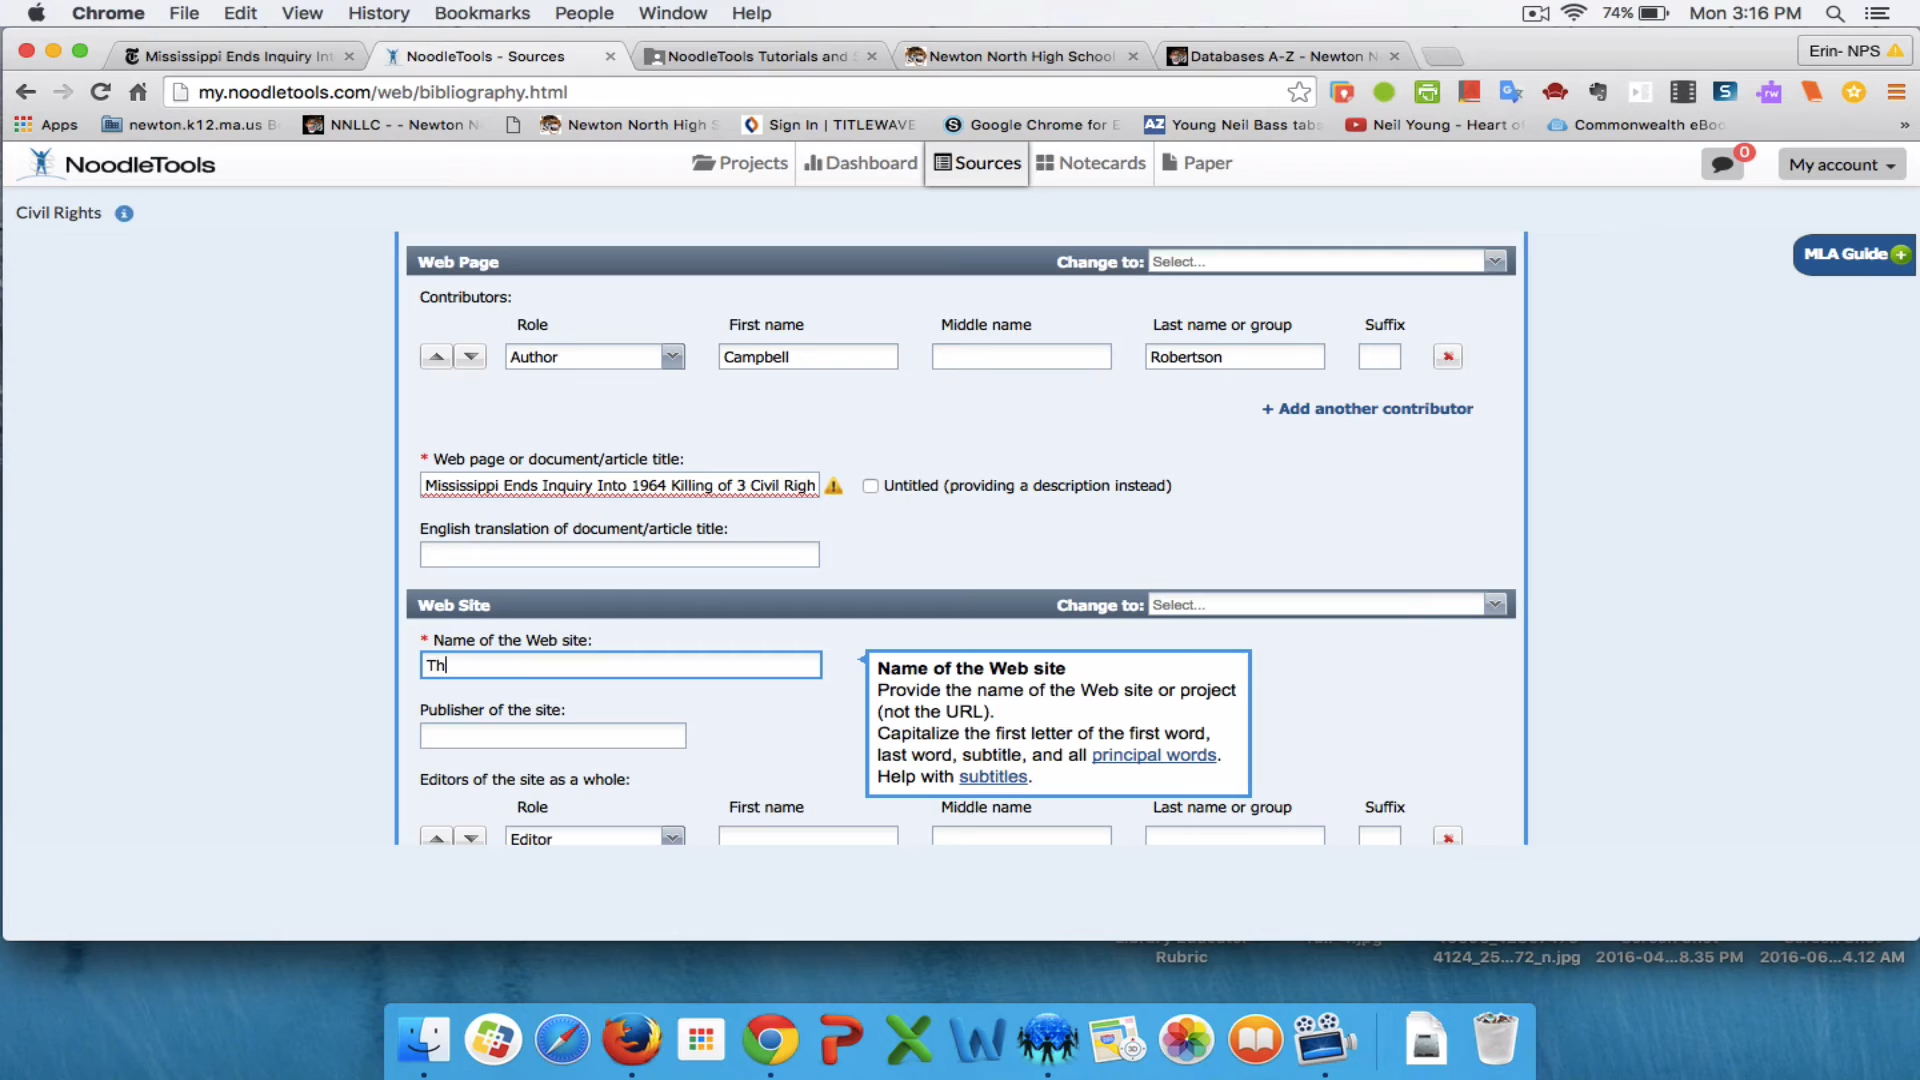 Chrome File Edit View History Bookmarks People Window Help 74% Mon 3:16 PM
Mississippi Ends Inquiry Int NoodleTools - Sources NoodleTools Tutorials and Newton North High School Databases A-Z - Newton N Erin- NPS
my.noodletools.com/web/bibliography.html
Apps newton.k12.ma.us B NNLLC - - Newton N Newton North High S Sign In | TITLEWAVE Google Chrome for E AZ Young Neil Bass tabs Neil Young - Heart of Commonwealth eBoo »
NoodleTools Projects Dashboard Sources Notecards Paper 0 My account
Civil Rights
MLA Guide
Web Page Change to: Select...
Contributors:
Role First name Middle name Last name or group Suffix
Author Campbell Robertson
+ Add another contributor
* Web page or document/article title:
Mississippi Ends Inquiry Into 1964 Killing of 3 Civil Righ Untitled (providing a description instead)
English translation of document/article title:
Web Site Change to: Select...
* Name of the Web site:
Th
Name of the Web site
Provide the name of the Web site or project
(not the URL).
Capitalize the first letter of the first word,
last word, subtitle, and all principal words.
Help with subtitles.
Publisher of the site:
Editors of the site as a whole:
Role First name Middle name Last name or group Suffix
Editor
Rubric 4124_25...72_n.jpg 2016-04...8.35 PM 2016-06...4.12 AM